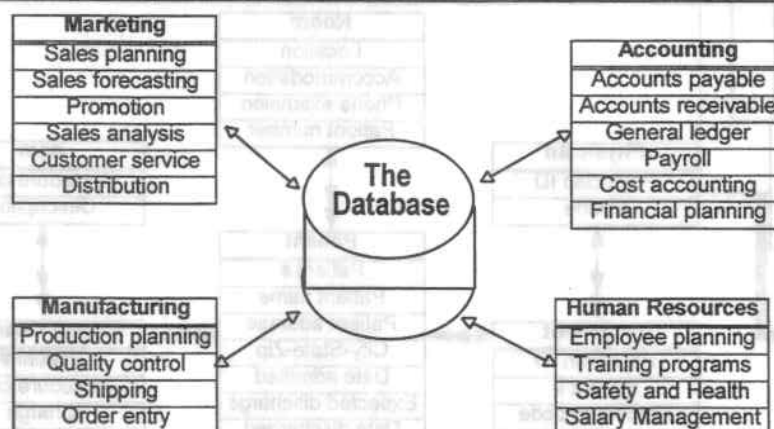 Marketing
Sales planning
Sales forecasting
Promotion
Sales analysis
Customer service
Distribution
Accounting
Accounts payable
Accounts receivable
General ledger
Payroll
Cost accounting
Financial planning
The
Database
Manufacturing
Production planning
Quality control
Shipping
Order entry
Human Resources
Employee planning
Training programs
Safety and Health
Salary Management